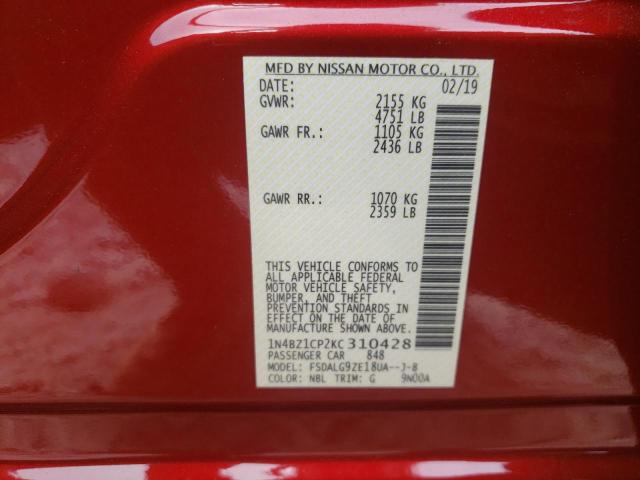 MFD BY NISSAN MOTOR CO., LTD.
DATE: 02/19
GVWR: 2155 KG
4751 LB
GAWR FR.: 1105 KG
2436 LB
GAWR RR.: 1070 KG
2359 LB
THIS VEHICLE CONFORMS TO
ALL APPLICABLE FEDERAL
MOTOR VEHICLE SAFETY,
BUMPER, AND THEFT
PREVENTION STANDARDS IN
EFFECT ON THE DATE OF
MANUFACTURE SHOWN ABOVE.
1N4BZ1CP2KC310428
PASSENGER CAR 848
MODEL: FSDALG9ZE18UA--J-B
COLOR: NBL TRIM: G 9N00A